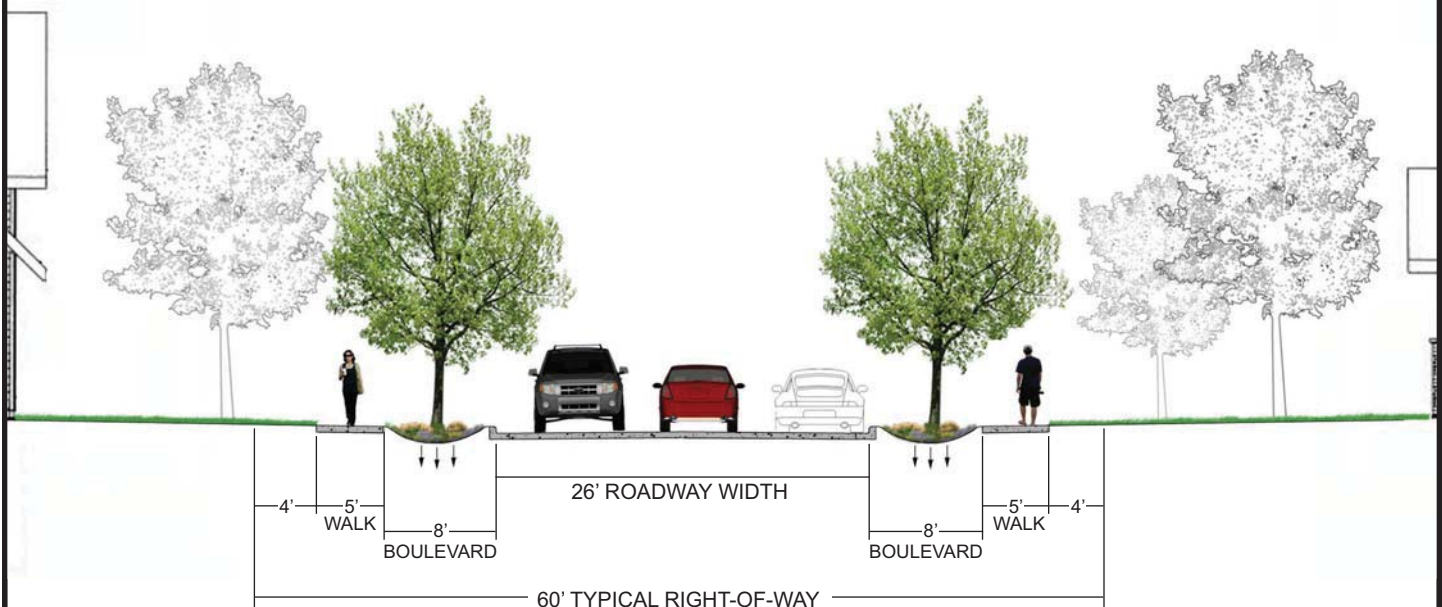 26’ ROADWAY WIDTH
4’
5’
WALK
8’
BOULEVARD
8’
BOULEVARD
5’
WALK
4’
60’ TYPICAL RIGHT-OF-WAY